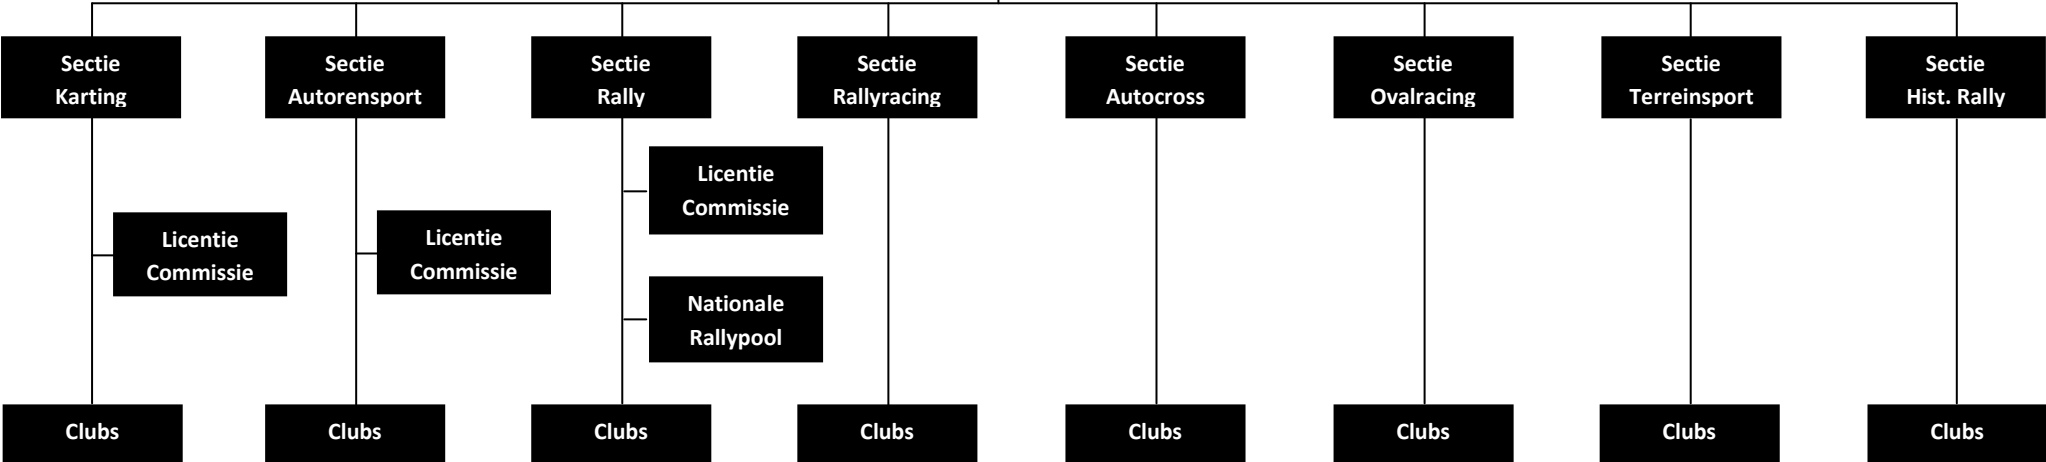 Sectie
Karting
Sectie
Autorensport
Sectie
Rally
Sectie
Rallyracing
Sectie
Autocross
Sectie
Ovalracing
Sectie
Terreinsport
Sectie
Hist. Rally
Licentie
Commissie
Licentie
Commissie
Licentie
Commissie
Nationale
Rallypool
Clubs
Clubs
Clubs
Clubs
Clubs
Clubs
Clubs
Clubs